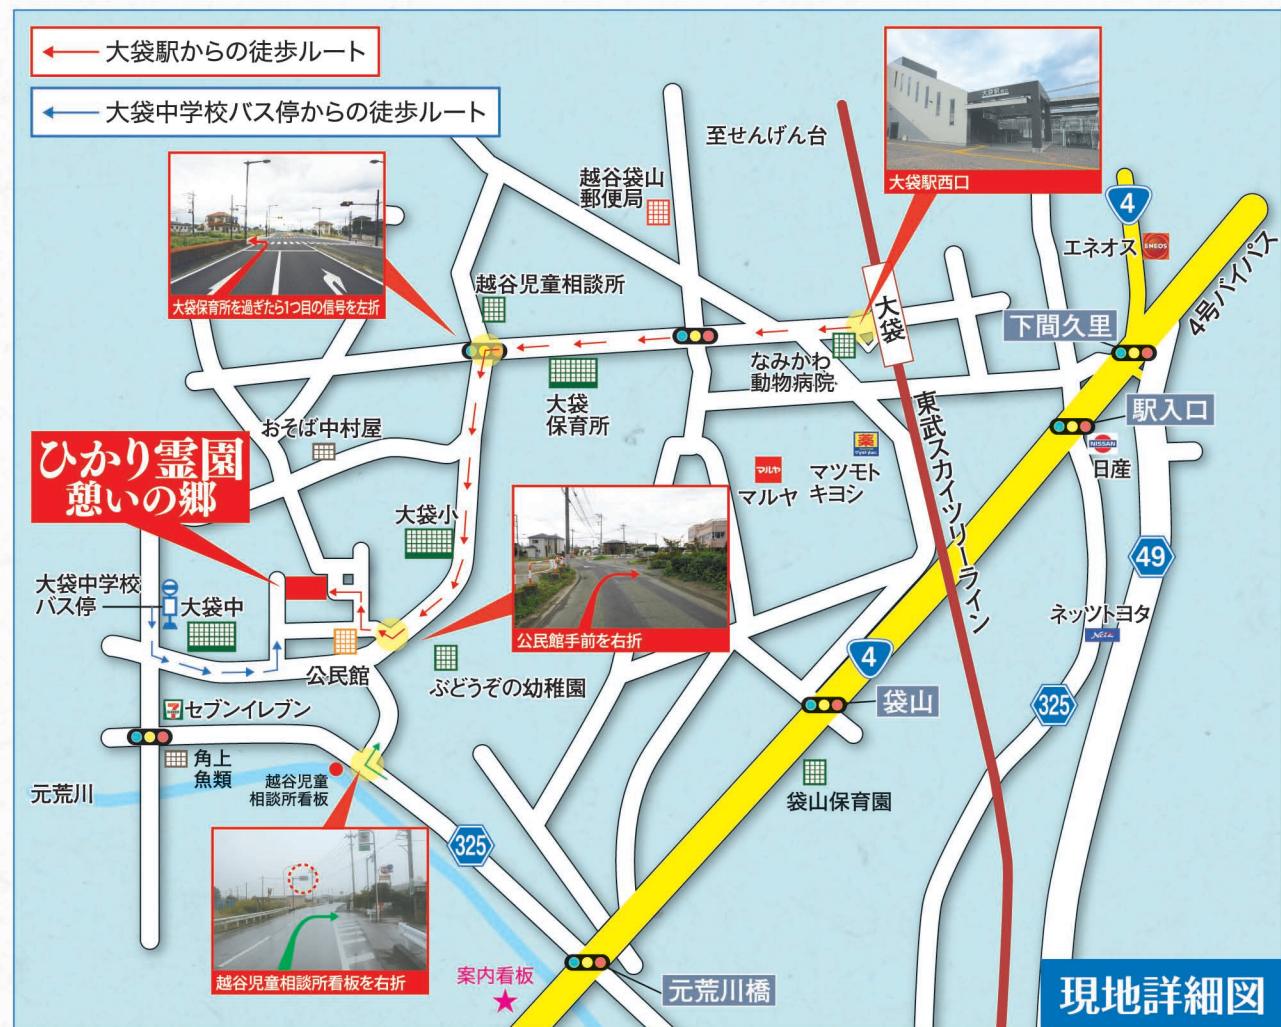 大袋駅からの徒歩ルート
大袋中学校バス停からの徒歩ルート
大袋駅西口
至せんげん台
越谷袋山
郵便局
4
エネオス
ENEOS
4号バイパス
大袋保育所を過ぎたら1つ目の信号を左折
越谷児童相談所
大袋
下間久里
なみかわ
動物病院
大袋
保育所
駅入口
東武スカイツリーライン
NISSAN
日産
おそば中村屋
ひかり霊園
憩いの郷
薬
マルヤ
マルヤ
マツモト
キヨシ
大袋小
49
大袋中学校
バス停
大袋中
公民館手前を右折
ネッツトヨタ
Netz
公民館
ぶどうぞの幼稚園
4
セブンイレブン
袋山
325
角上
魚類
越谷児童
相談所看板
元荒川
袋山保育園
325
越谷児童相談所看板を右折
案内看板
元荒川橋
現地詳細図